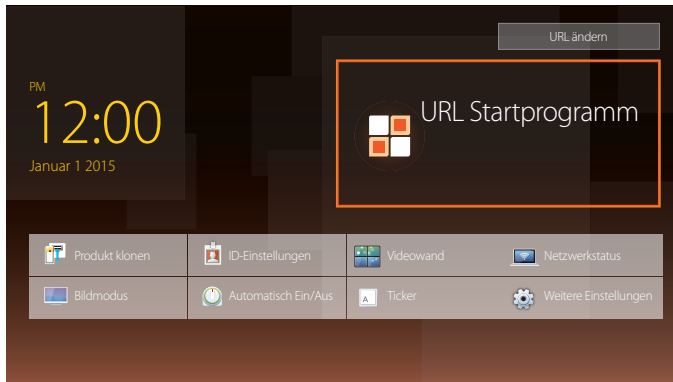 URL ändern
PM
12:00
Januar 1 2015
URL Startprogramm
Produkt klonen
ID-Einstellungen
Videowand
Netzwerkstatus
Bildmodus
Automatisch Ein/Aus
A
Ticker
Weitere Einstellungen